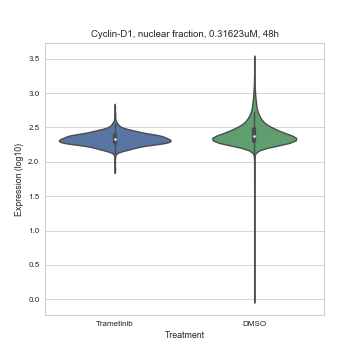 Cyclin-D1, nuclear fraction, 0.31623uM, 48h
3.5
3.0
2.5
2.0
1.5
1.0
0.5
0.0
Expression (log10)
Trametinib
DMSO
Treatment